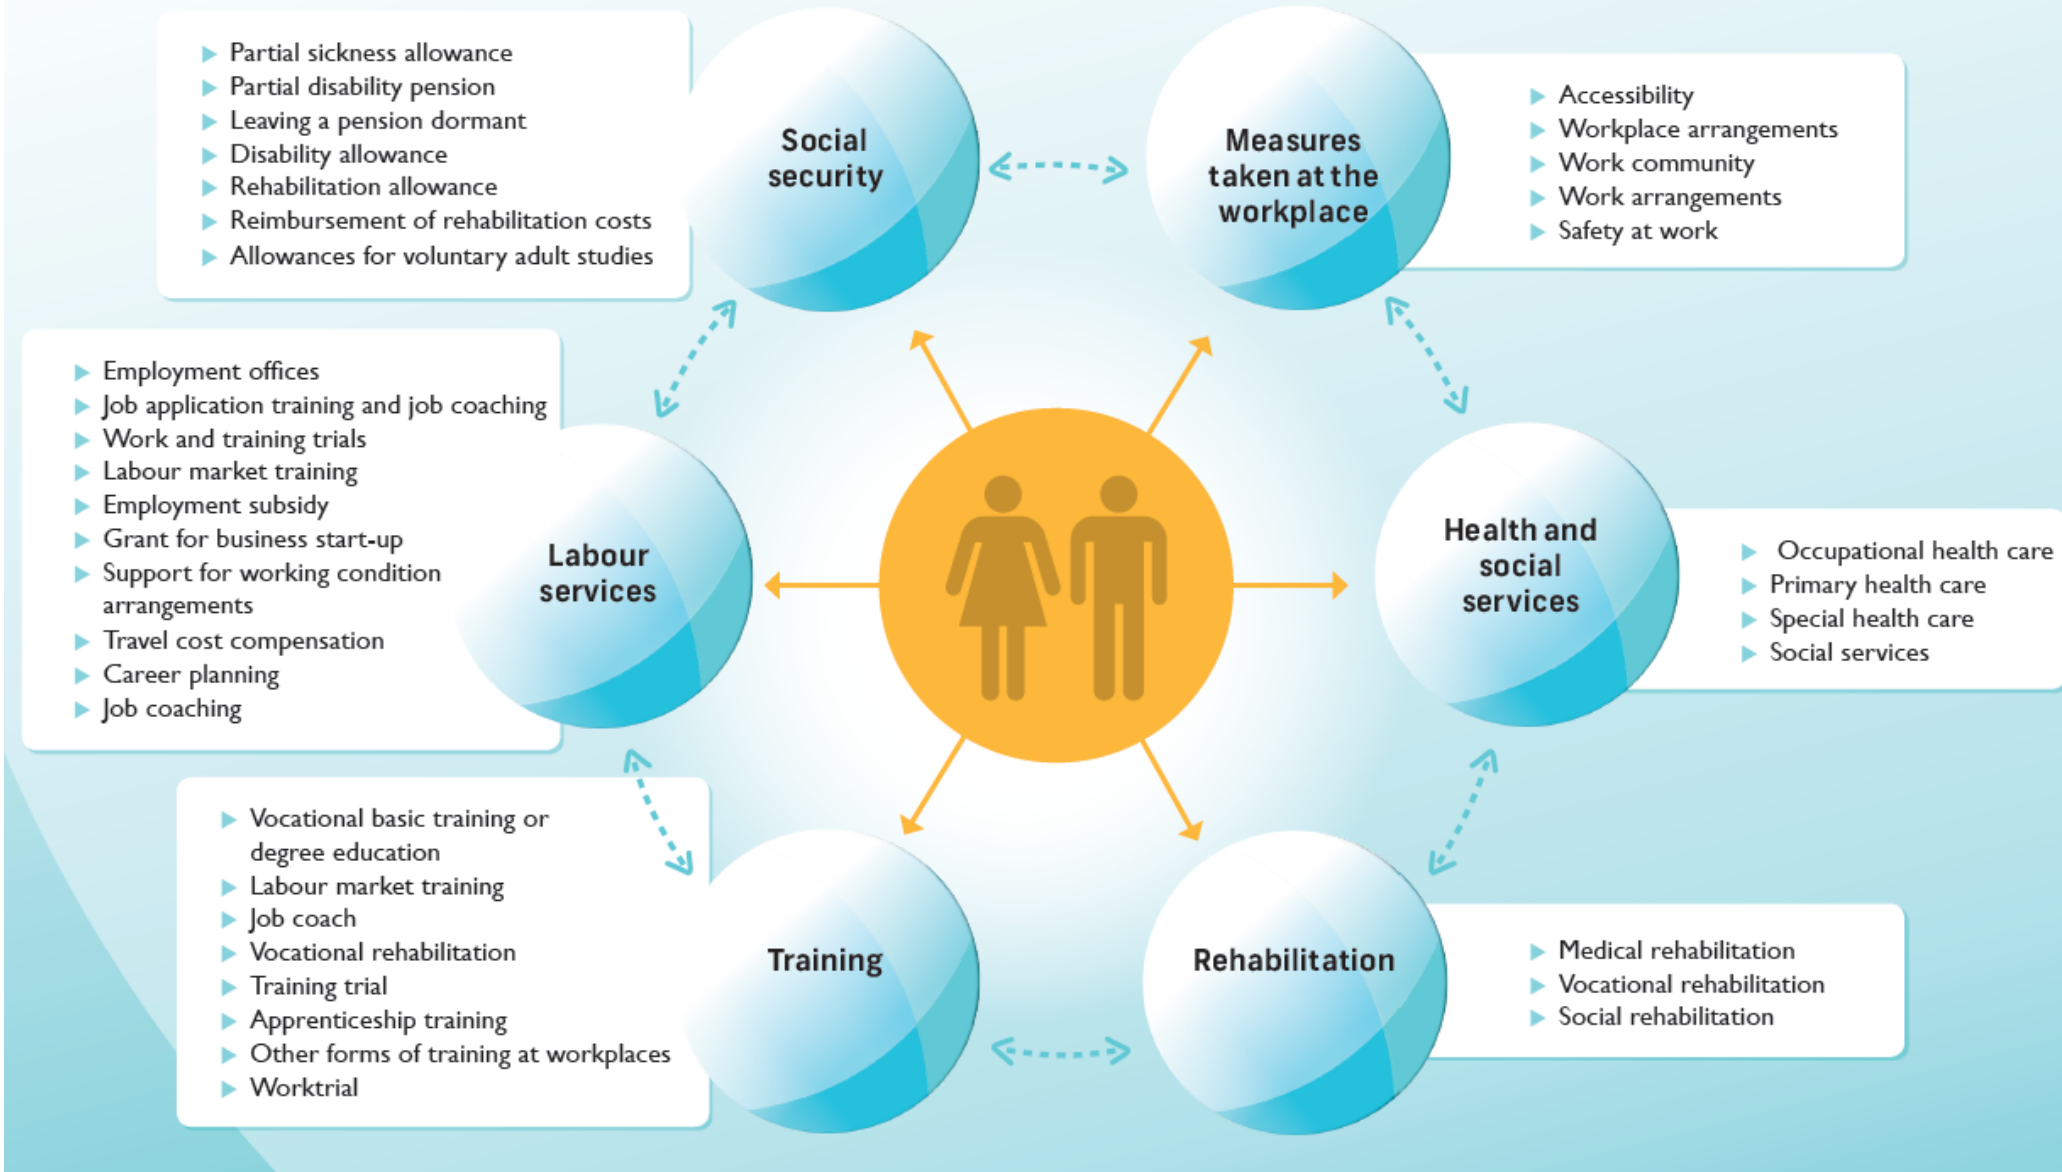 Partial sickness allowance
Partial disability pension
Leaving a pension dormant
Disability allowance
Rehabilitation allowance
Reimbursement of rehabilitation costs
Allowances for voluntary adult studies
Social
security
Measures
taken at the
workplace
Accessibility
Workplace arrangements
Work community
Work arrangements
Safety at work
Employment offices
Job application training and job coaching
Work and training trials
Labour market training
Employment subsidy
Grant for business start-up
Support for working condition
arrangements
Travel cost compensation
Career planning
Job coaching
Labour
services
Health and
social
services
Occupational health care
Primary health care
Special health care
Social services
Vocational basic training or
degree education
Labour market training
Job coach
Vocational rehabilitation
Training trial
Apprenticeship training
Other forms of training at workplaces
Worktrial
Training
Rehabilitation
Medical rehabilitation
Vocational rehabilitation
Social rehabilitation